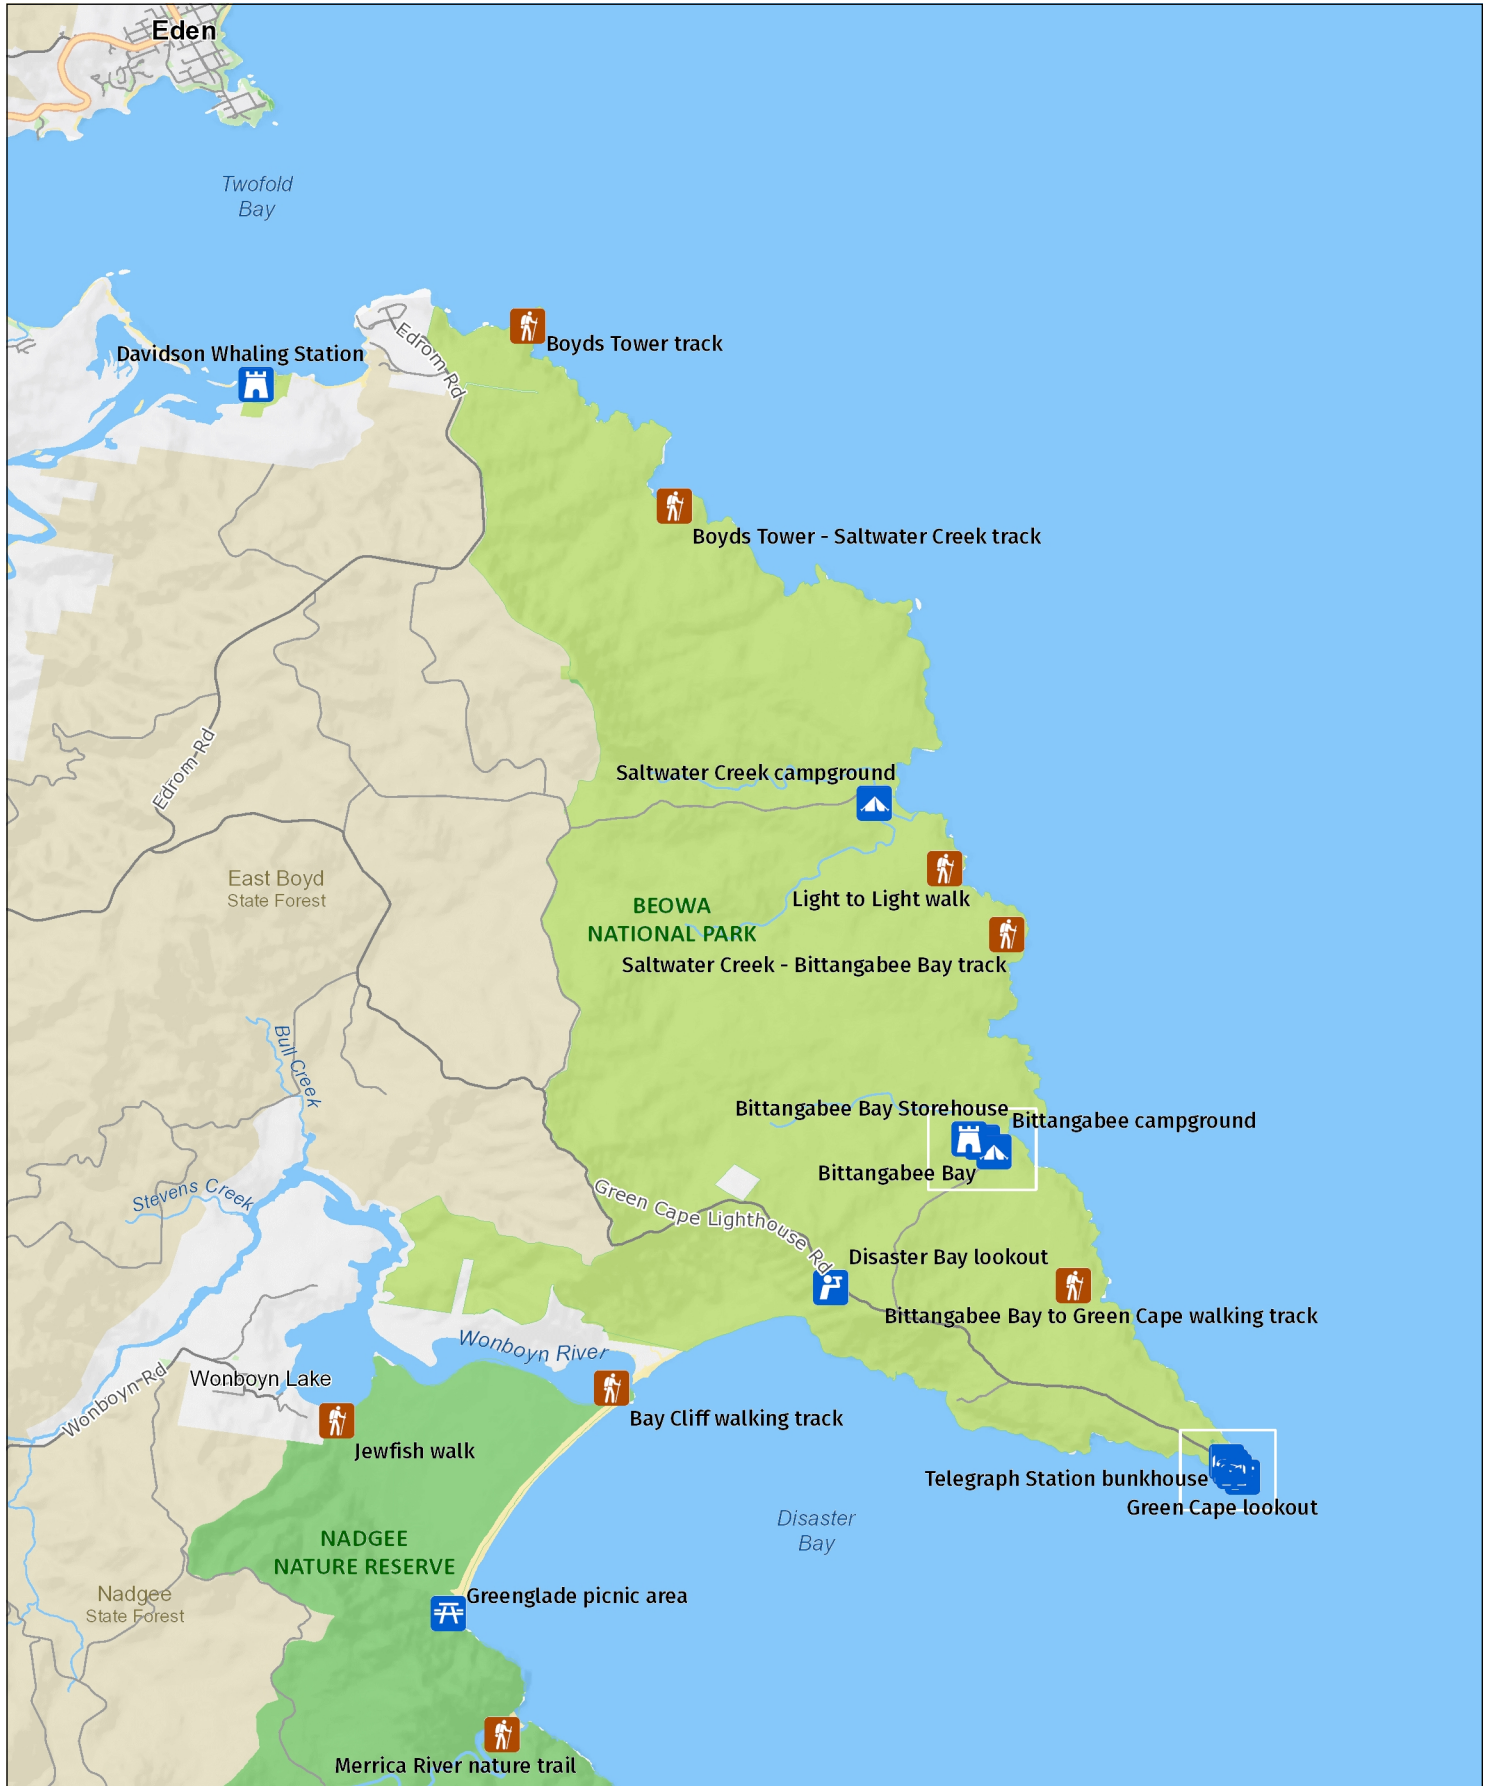 Eden
Twofold
Bay
Edrom Rd
Boyds Tower track
Davidson Whaling Station
Boyds Tower - Saltwater Creek track
Edrom Rd
Saltwater Creek campground
East Boyd
State Forest
Light to Light walk
BEOWA
NATIONAL PARK
Saltwater Creek - Bittangabee Bay track
Bull Creek
Bittangabee Bay Storehouse
Bittangabee campground
Bittangabee Bay
Stevens Creek
Green Cape Lighthouse Rd
Disaster Bay lookout
Bittangabee Bay to Green Cape walking track
Wonboyn River
Wonboyn Lake
Wonboyn Rd
Bay Cliff walking track
Jewfish walk
Telegraph Station bunkhouse
Green Cape lookout
Disaster
Bay
NADGEE
NATURE RESERVE
Nadgee
State Forest
Greenglade picnic area
Merrica River nature trail